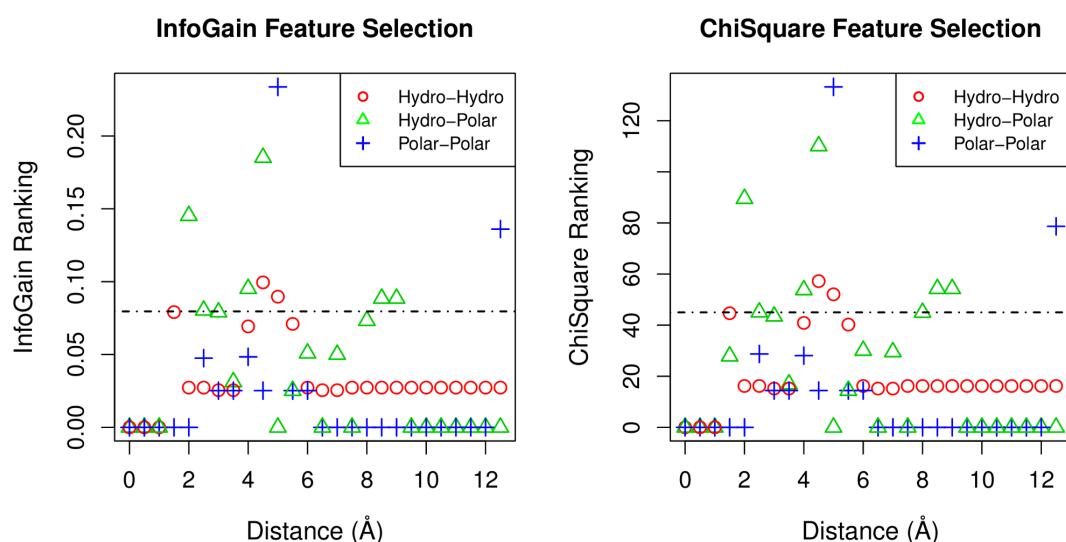 InfoGain Feature Selection
InfoGain Ranking
0.00 0.05 0.10 0.15 0.20
Hydro−Hydro
Hydro−Polar
Polar−Polar
0 2 4 6 8 10 12
Distance (Å)
ChiSquare Feature Selection
ChiSquare Ranking
0 20 40 60 80 120
Hydro−Hydro
Hydro−Polar
Polar−Polar
0 2 4 6 8 10 12
Distance (Å)